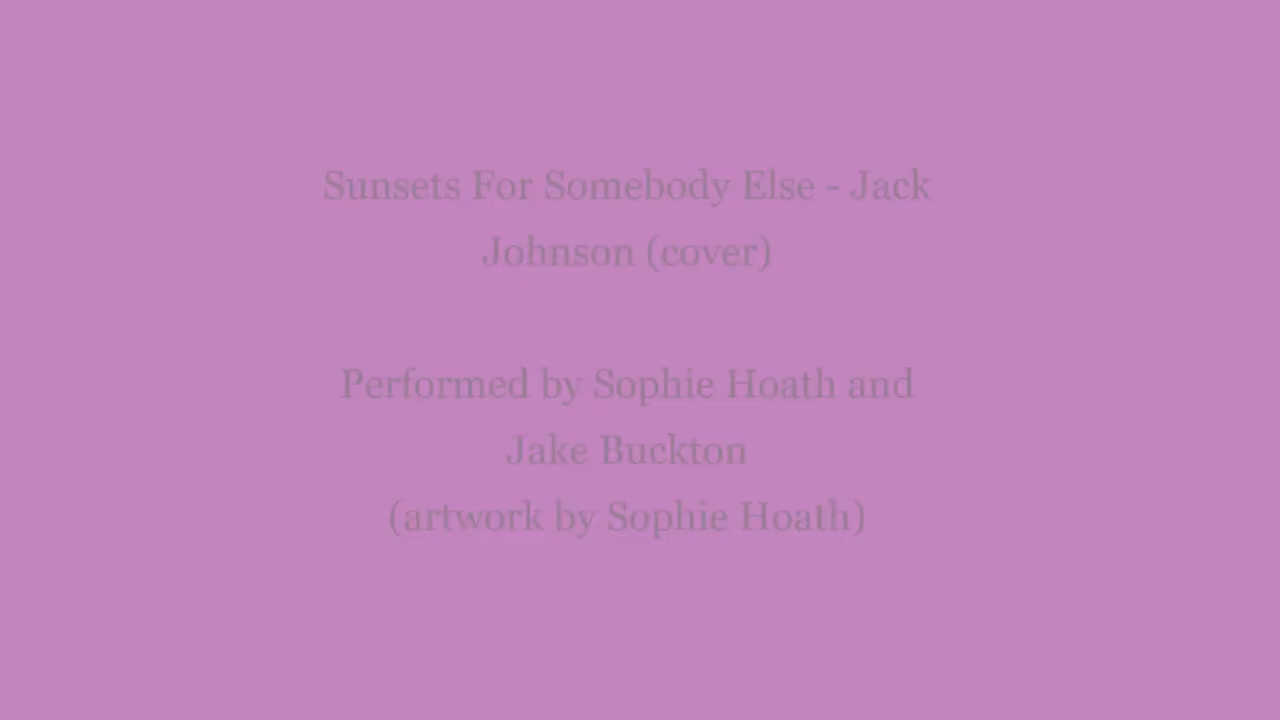 Sunsets For Somebody Else - Jack
Johnson (cover)
Performed by Sophie Hoath and
Jake Buckton
(artwork by Sophie Hoath)